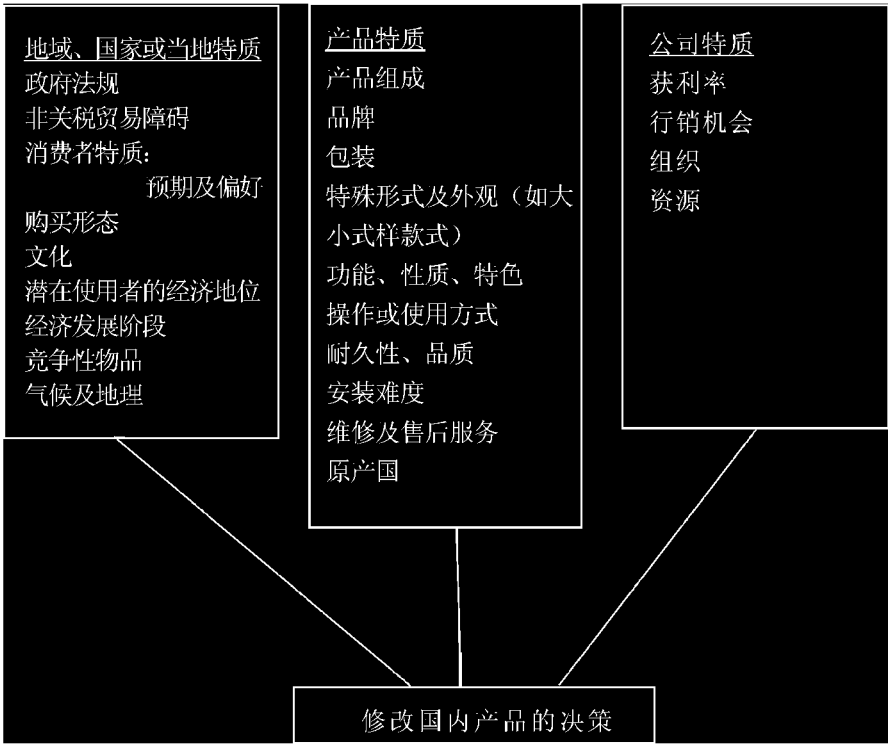 地域、国家或当地特质
政府法规
非关税贸易障碍
消费者特质：
预期及偏好
购买形态
文化
潜在使用者的经济地位
经济发展阶段
竞争性物品
气候及地理
产品特质
产品组成
品牌
包装
特殊形式及外观（如大
小式样款式）
功能、性质、特色
操作或使用方式
耐久性、品质
安装难度
维修及售后服务
原产国
公司特质
获利率
行销机会
组织
资源
修改国内产品的决策